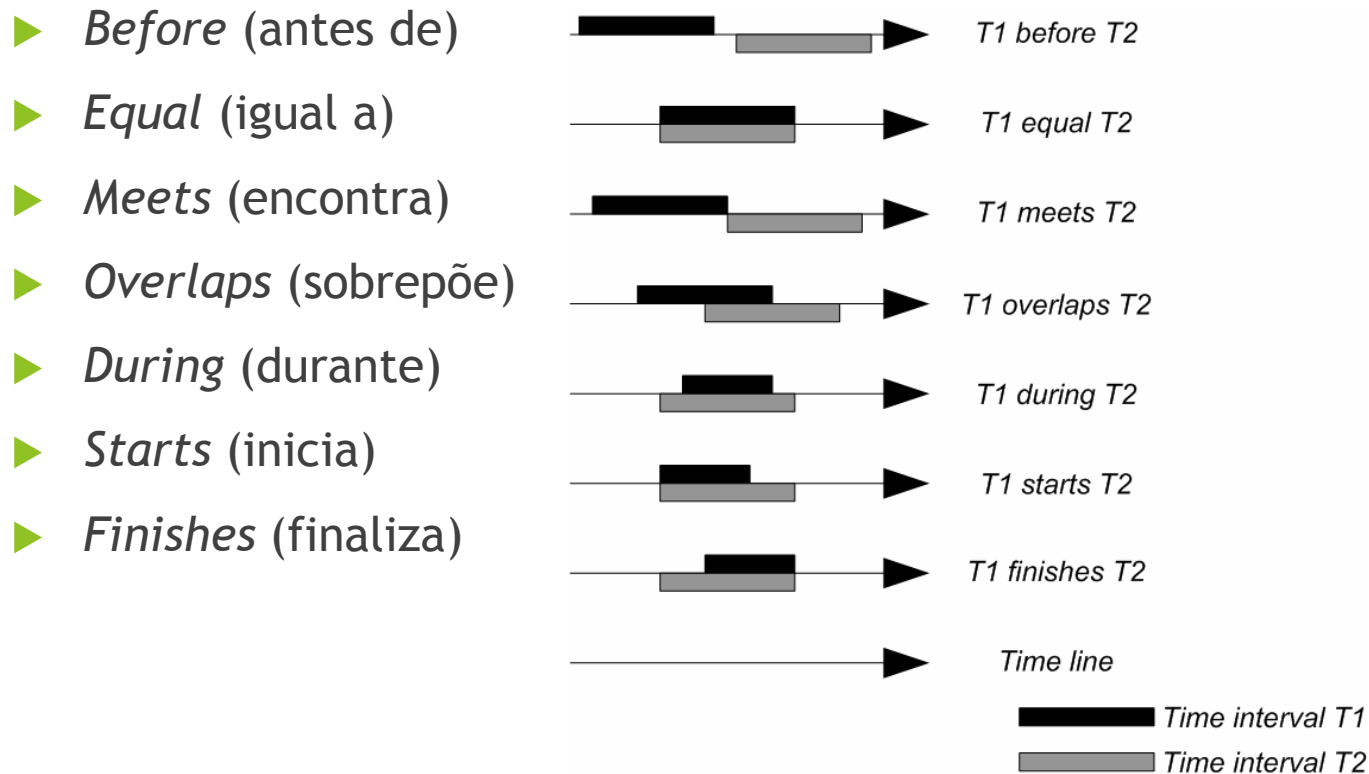 Before (antes de)
T1 before T2
Equal (igual a)
T1 equal T2
Meets (encontra)
T1 meets T2
Overlaps (sobrepõe)
T1 overlaps T2
During (durante)
T1 during T2
Starts (inicia)
T1 starts T2
Finishes (finaliza)
T1 finishes T2
Time line
Time interval T1
Time interval T2